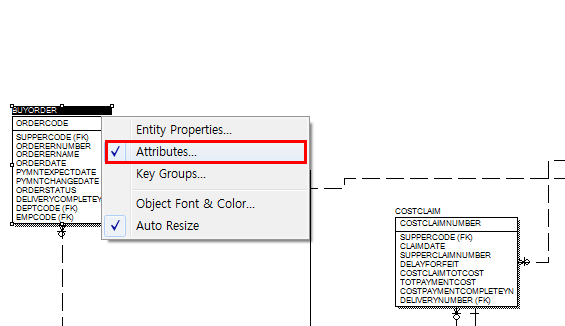 BUYORDER
ORDERCODE
SUPPERCODE (FK)
ORDERERNUMBER
ORDERERNAME
ORDERDATE
PYMNTEXPECTDATE
PYMNTCHANGEDATE
ORDERSTATUS
DELIVERYCOMPLETEY
DEPTCODE (FK)
EMPCODE (FK)
Entity Properties...
Attributes...
Key Groups...
Object Font & Color...
Auto Resize
COSTCLAIM
COSTCLAIMNUMBER
SUPPERCODE (FK)
CLAIMDATE
SUPPERCLAIMNUMBER
DELAYFORFEIT
COSTCLAIMTOTCOST
TOTPAYMENTCOST
COSTPAYMENTCOMPLETEYN
DELIVERYNUMBER (FK)